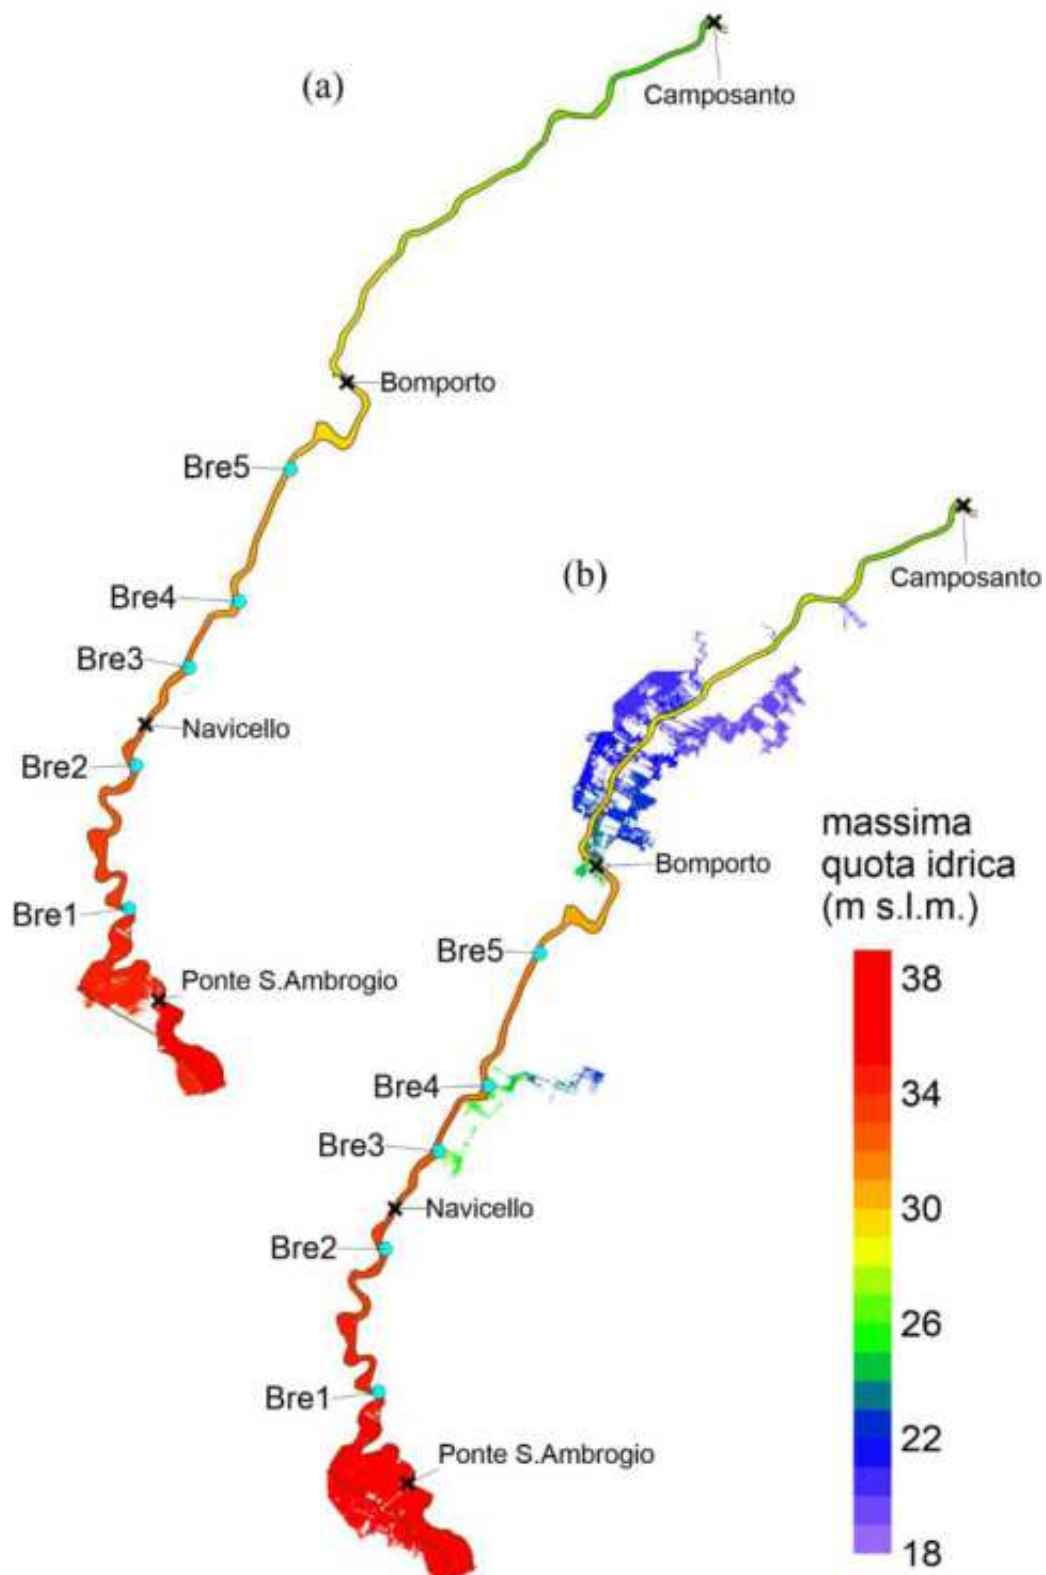 (a)
Camposanto
Bomporto
Bre5
Bre4
Bre3
Navicello
Bre2
Bre1
Ponte S.Ambrogio
(b)
Camposanto
Bomporto
Bre5
Bre4
Bre3
Navicello
Bre2
Bre1
Ponte S.Ambrogio
massima
quota idrica
(m s.l.m.)
38
34
30
26
22
18